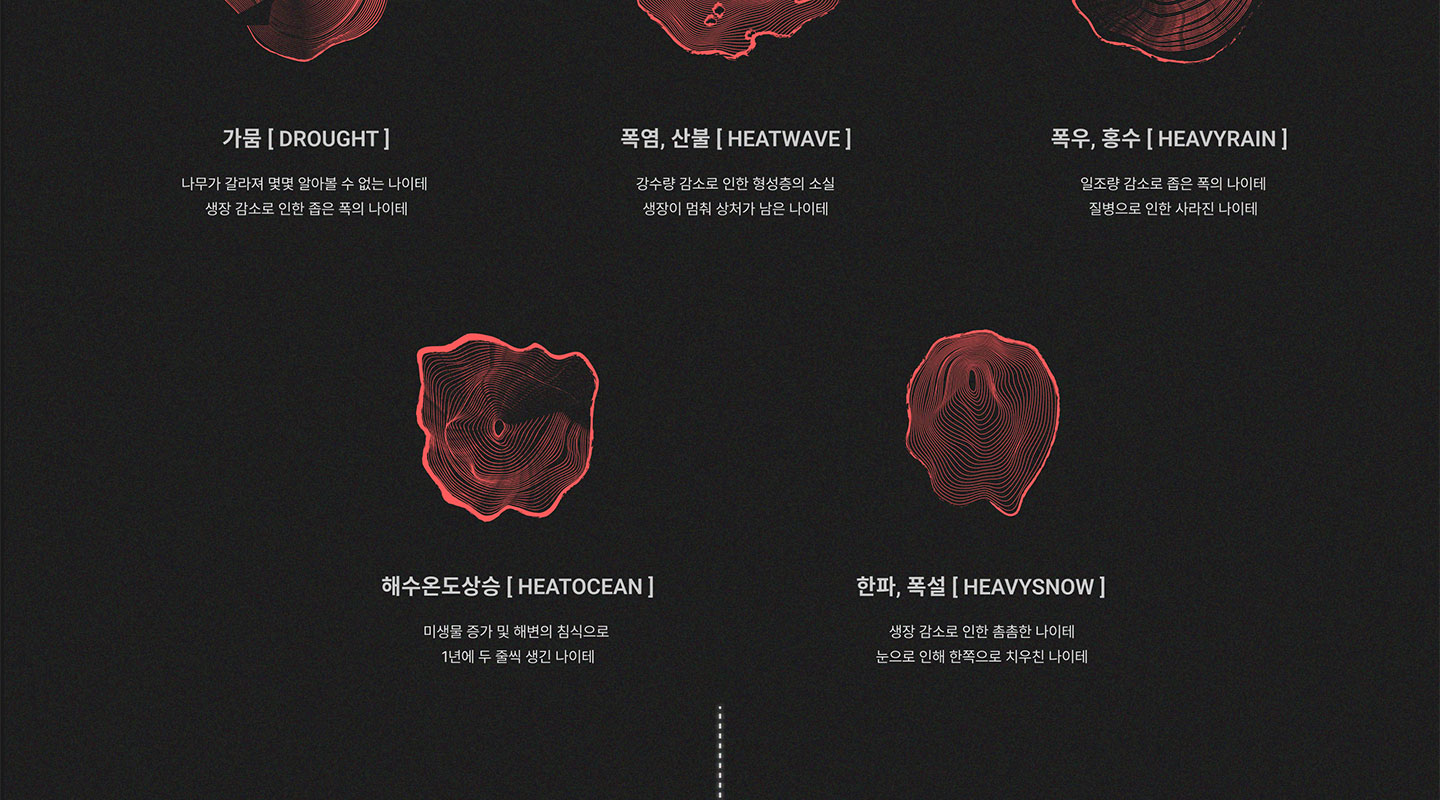 가뭄 [ DROUGHT ]
나무가 갈라져 몇몇 알아볼 수 없는 나이테
생장 감소로 인한 좁은 폭의 나이테
폭염, 산불 [ HEATWAVE ]
강수량 감소로 인한 형성층의 소실
생장이 멈춰 상처가 남은 나이테
폭우, 홍수 [ HEAVYRAIN ]
일조량 감소로 좁은 폭의 나이테
질병으로 인한 사라진 나이테
해수온도상승 [ HEATOCEAN ]
미생물 증가 및 해변의 침식으로
1년에 두 줄씩 생긴 나이테
한파, 폭설 [ HEAVYSNOW ]
생장 감소로 인한 촘촘한 나이테
눈으로 인해 한쪽으로 치우친 나이테